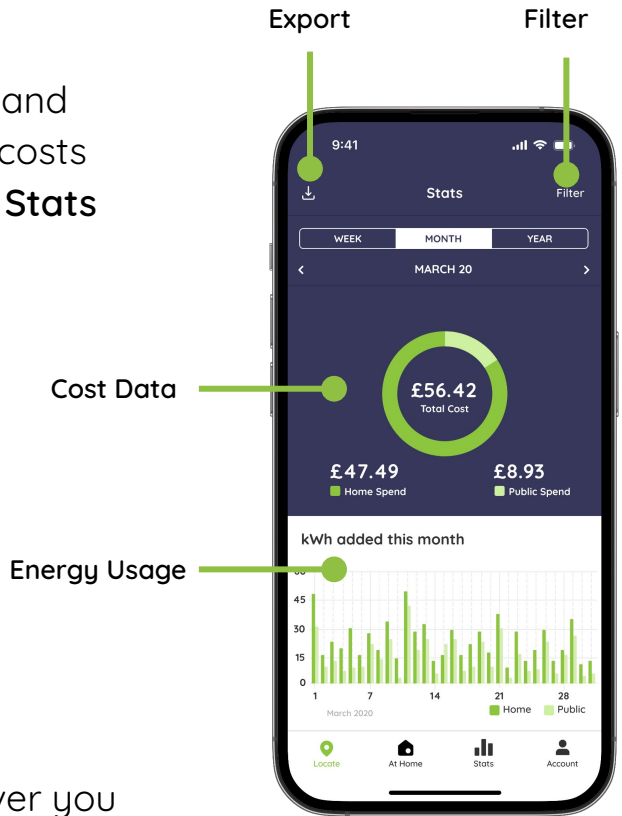 Export
Filter
and
costs
Stats
9:41
Stats
Filter
WEEK
MONTH
YEAR
MARCH 20
Cost Data
£56.42
Total Cost
£47.49
£8.93
Home Spend
Public Spend
kWh added this month
Energy Usage
60
45
30
15
0
1
7
14
21
28
March 2020
Home
Public
Locate
At Home
Stats
Account
ver you